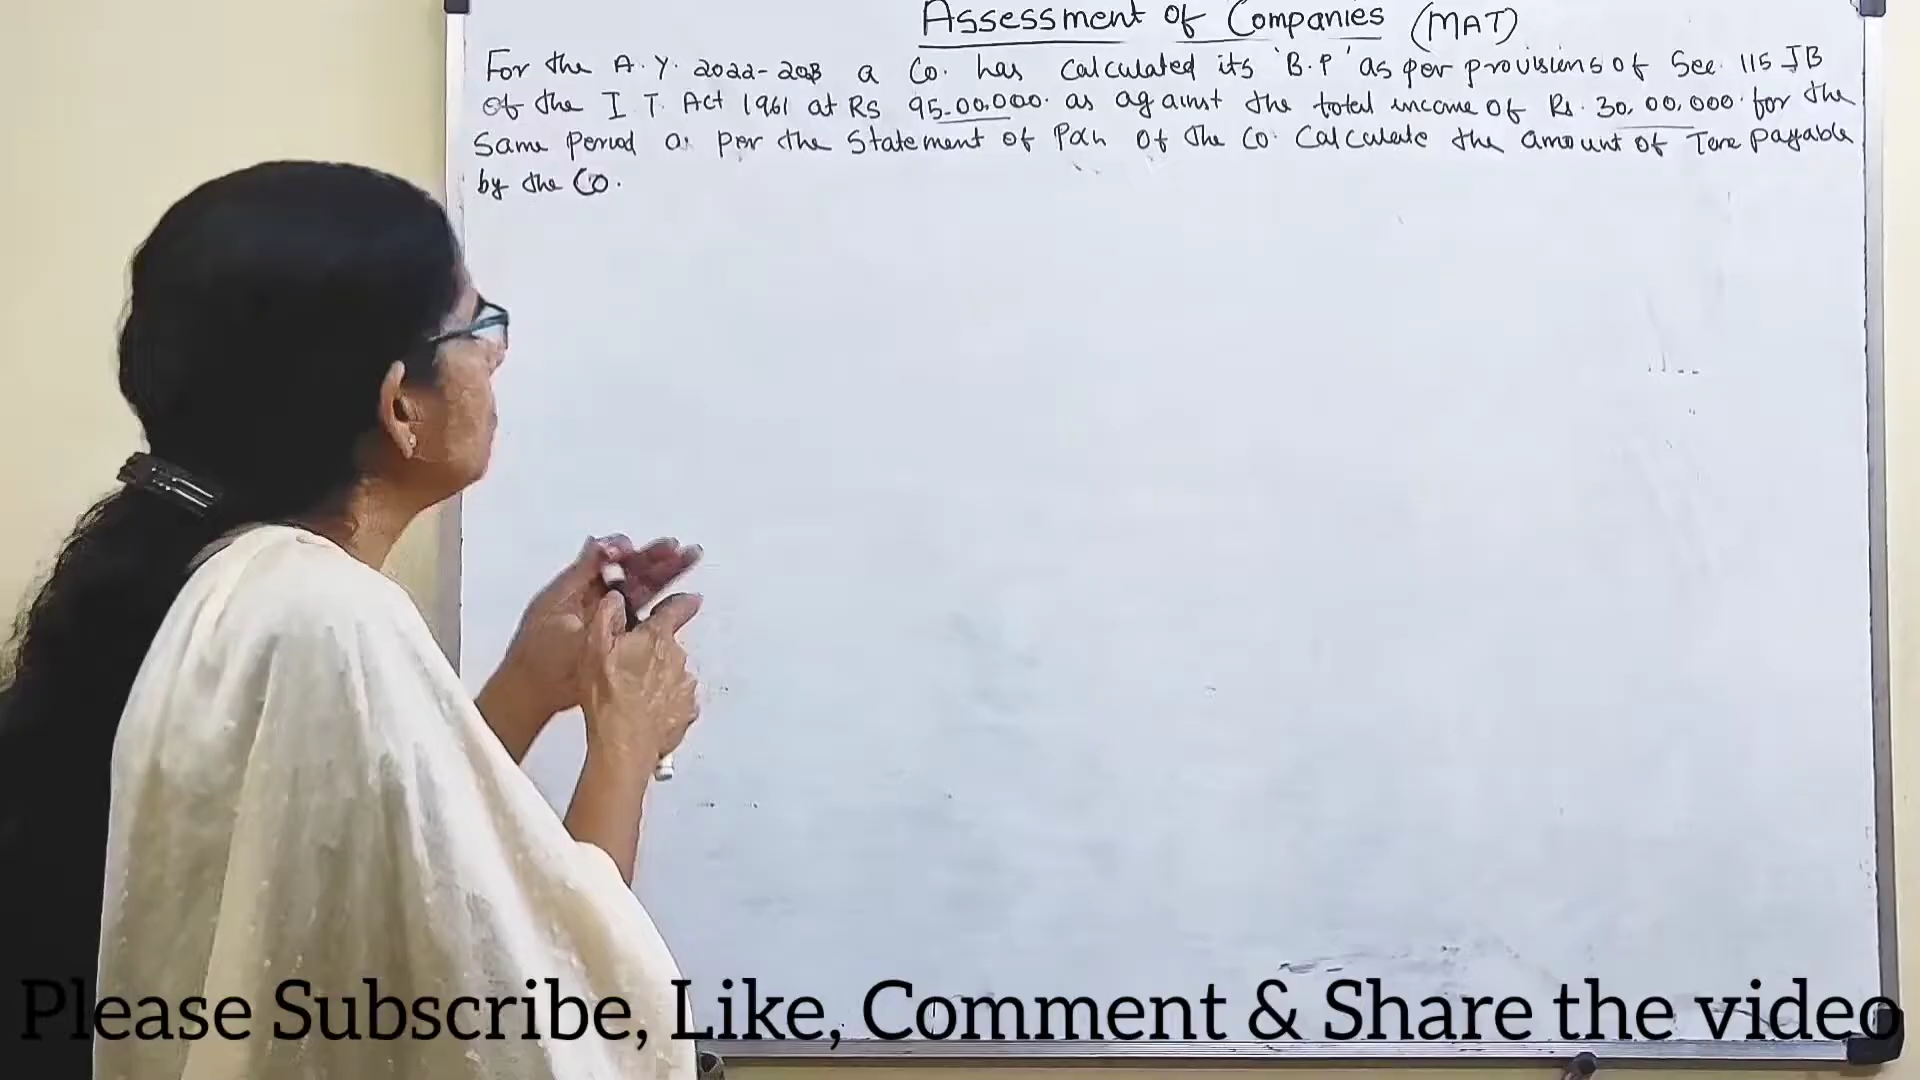 Assessment of Companies (MAT)
For the A.Y. 2022-2023 a Co. has calculated its 'B.P' as per provisions of Sec. 115 JB
of the I T. Act 1961 at Rs 95,00,000. as against the total income of Rs. 30,00,000. for the
Same period as per the Statement of P&L of the Co. Calculate the amount of Tax payable
by the Co.
Please Subscribe, Like, Comment & Share the video